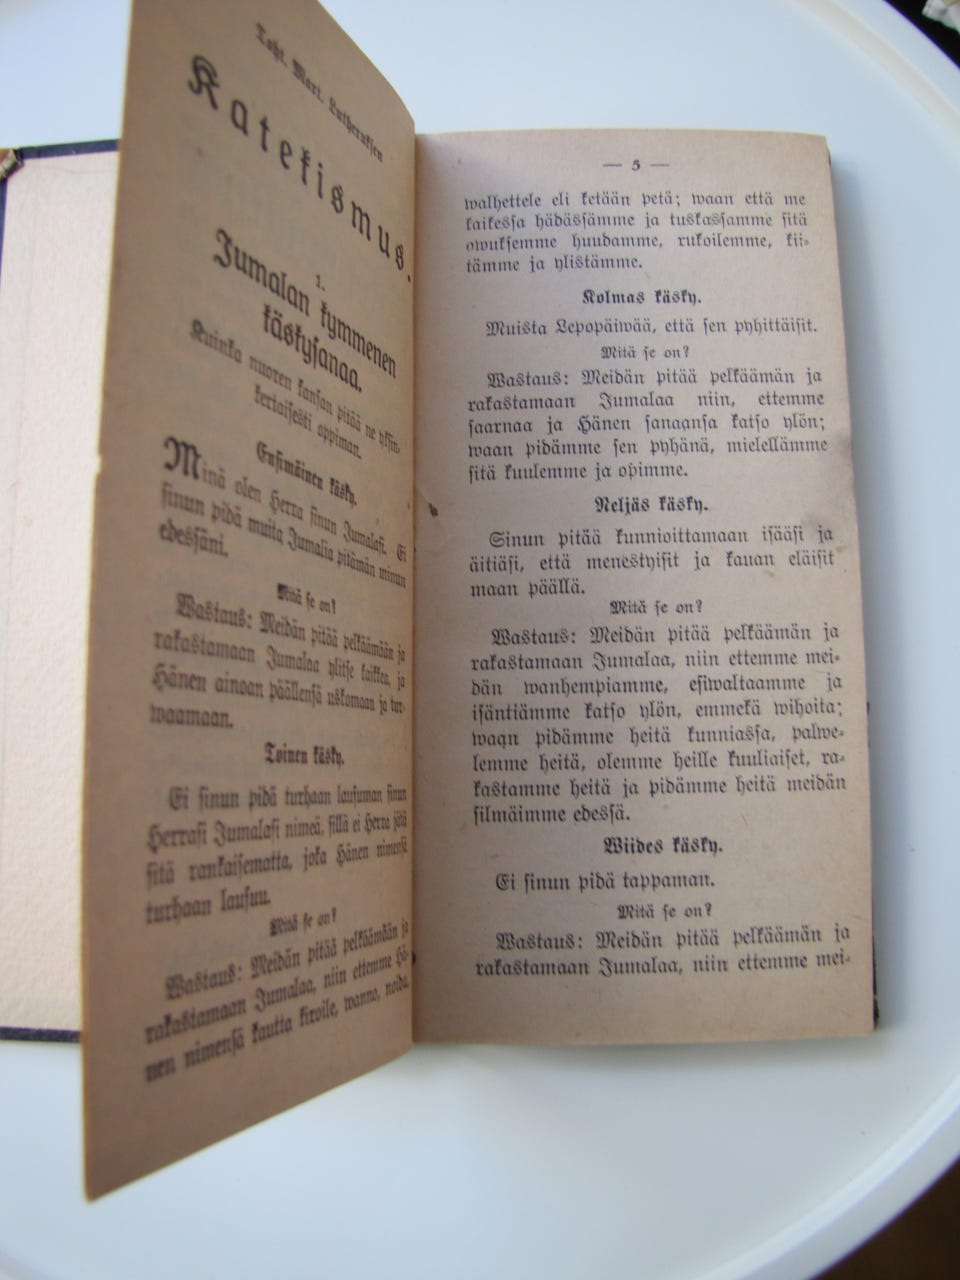 Toht. Mart. Lutheruksen
Katekismus.
1.
Jumalan kymmenen
käskysanaa.
Kuinka nuoren kansan pitää ne yksin-
kertaisesti oppiman.
Ensimäinen käsky.
Minä olen Herra sinun Jumalasi. Ei
sinun pidä muita Jumalia pitämän minun
edessäni.
Mitä se on?
Wastaus: Meidän pitää pelkäämään ja
rakastamaan Jumalaa ylitse kaikkea, ja
Hänen ainoan päällensä uskomaan ja tur-
waamaan.
Toinen käsky.
Ei sinun pidä turhaan lausuman sinun
Herrasi Jumalasi nimeä, sillä ei Herra jätä
sitä rankaisematta, joka Hänen nimensä
turhaan lausuu.
Mitä se on?
Wastaus: Meidän pitää pelkäämään ja
rakastamaan Jumalaa, niin ettemme Hä-
nen nimensä kautta kiroile, wanno, noidu,
— 5 —
walhettele eli ketään petä; waan että me
kaikessa hädässämme ja tuskassamme sitä
awuksemme huudamme, rukoilemme, kii-
tämme ja ylistämme.
Kolmas käsky.
Muista Lepopäiwää, että sen pyhittäisit.
Mitä se on?
Wastaus: Meidän pitää pelkäämän ja
rakastamaan Jumalaa niin, ettemme
saarnaa ja Hänen sanaansa katso ylön;
waan pidämme sen pyhänä, mielellämme
sitä kuulemme ja opimme.
Neljäs käsky.
Sinun pitää kunnioittamaan isääsi ja
äitiäsi, että menestyisit ja kauan eläisit
maan päällä.
Mitä se on?
Wastaus: Meidän pitää pelkäämän ja
rakastamaan Jumalaa, niin ettemme mei-
dän wanhempiamme, esiwaltaamme ja
isäntiämme katso ylön, emmekä wihoita;
waan pidämme heitä kunniassa, palwe-
lemme heitä, olemme heille kuuliaiset, ra-
kastamme heitä ja pidämme heitä meidän
silmäimme edessä.
Wiides käsky.
Ei sinun pidä tappaman.
Mitä se on?
Wastaus: Meidän pitää pelkäämän ja
rakastamaan Jumalaa, niin ettemme mei-